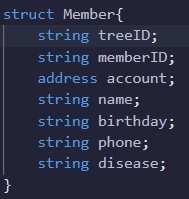 struct Member{
    string treeID;
    string memberID;
    address account;
    string name;
    string birthday;
    string phone;
    string disease;
}